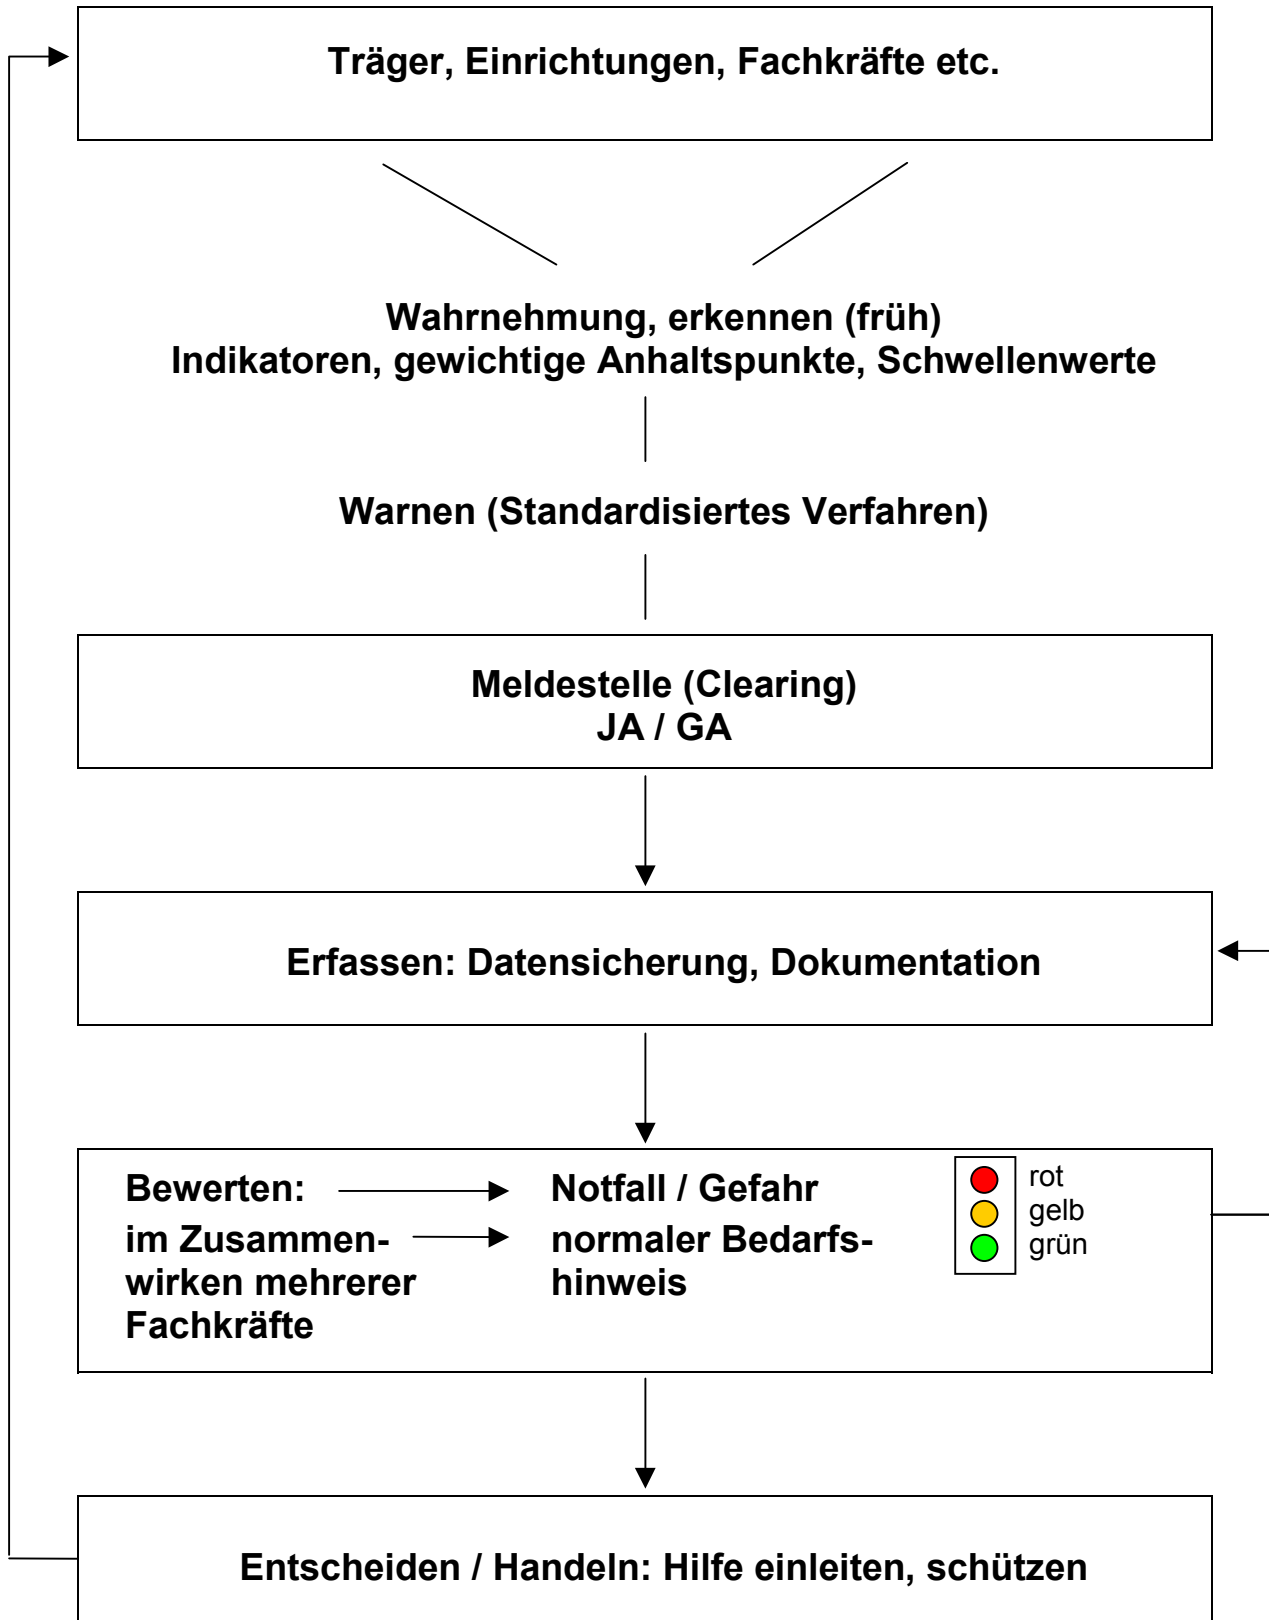 Träger, Einrichtungen, Fachkräfte etc.
Wahrnehmung, erkennen (früh)
Indikatoren, gewichtige Anhaltspunkte, Schwellenwerte
Warnen (Standardisiertes Verfahren)
Meldestelle (Clearing)
JA / GA
Erfassen: Datensicherung, Dokumentation
Bewerten:
im Zusammen-
wirken mehrerer
Fachkräfte
Notfall / Gefahr
normaler Bedarfs-
hinweis
rot
gelb
grün
Entscheiden / Handeln: Hilfe einleiten, schützen